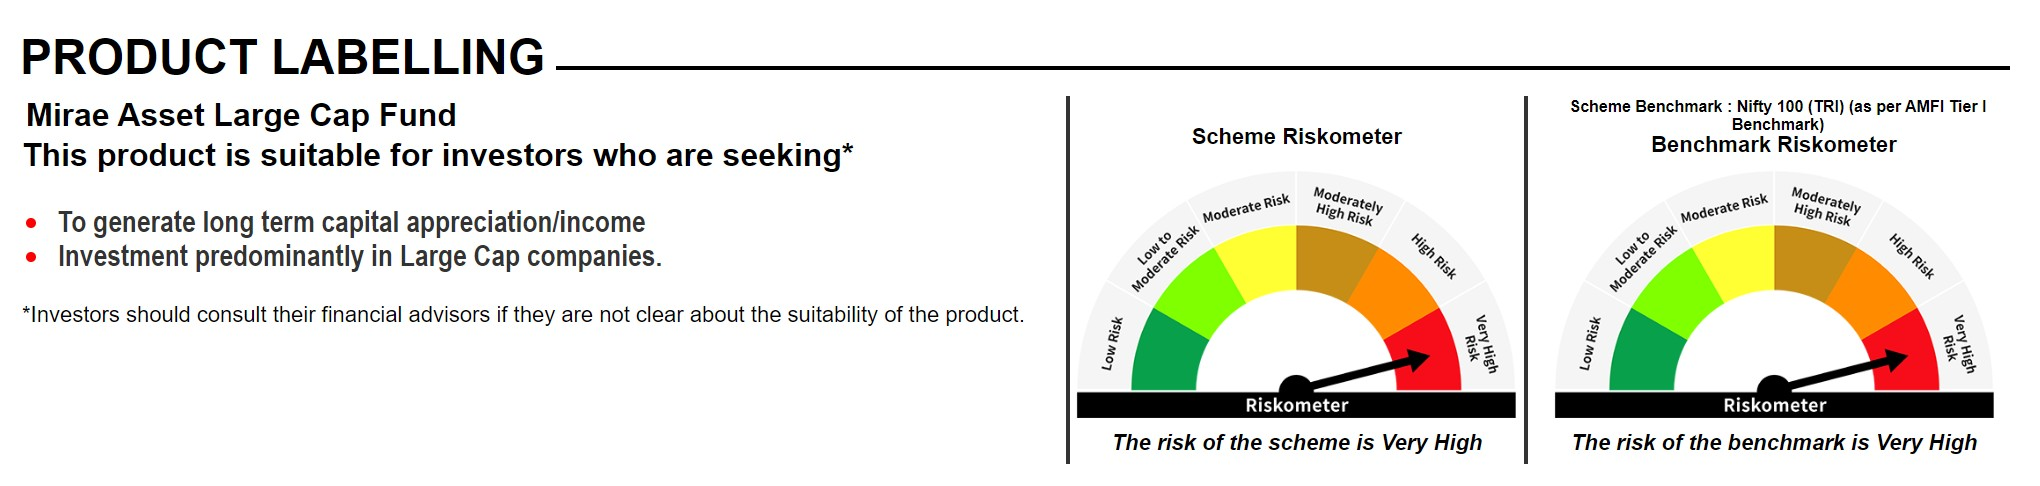 PRODUCT LABELLING
Mirae Asset Large Cap Fund
This product is suitable for investors who are seeking*
• To generate long term capital appreciation/income
• Investment predominantly in Large Cap companies.
*Investors should consult their financial advisors if they are not clear about the suitability of the product.
Scheme Riskometer
Low Risk
Low to
Moderate Risk
Moderate Risk
Moderately
High Risk
High Risk
Very High
Risk
Riskometer
The risk of the scheme is Very High
Scheme Benchmark : Nifty 100 (TRI) (as per AMFI Tier I
Benchmark)
Benchmark Riskometer
Low Risk
Low to
Moderate Risk
Moderate Risk
Moderately
High Risk
High Risk
Very High
Risk
Riskometer
The risk of the benchmark is Very High